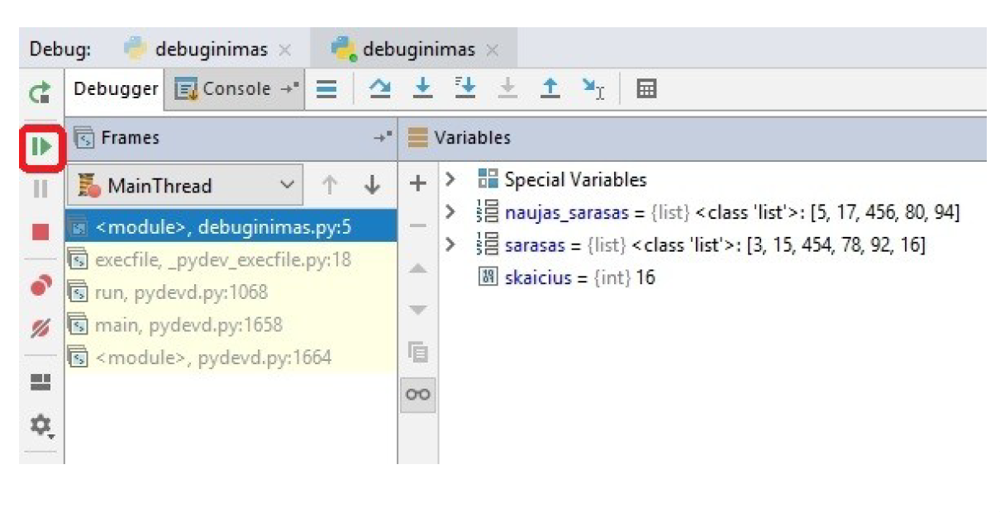 Debug: debuginimas debuginimas
Debugger Console
Frames
Variables
MainThread
<module>, debuginimas.py:5
execfile, _pydev_execfile.py:18
run, pydevd.py:1068
main, pydevd.py:1658
<module>, pydevd.py:1664
Special Variables
naujas_sarasas = {list} <class 'list'>: [5, 17, 456, 80, 94]
sarasas = {list} <class 'list'>: [3, 15, 454, 78, 92, 16]
skaicius = {int} 16